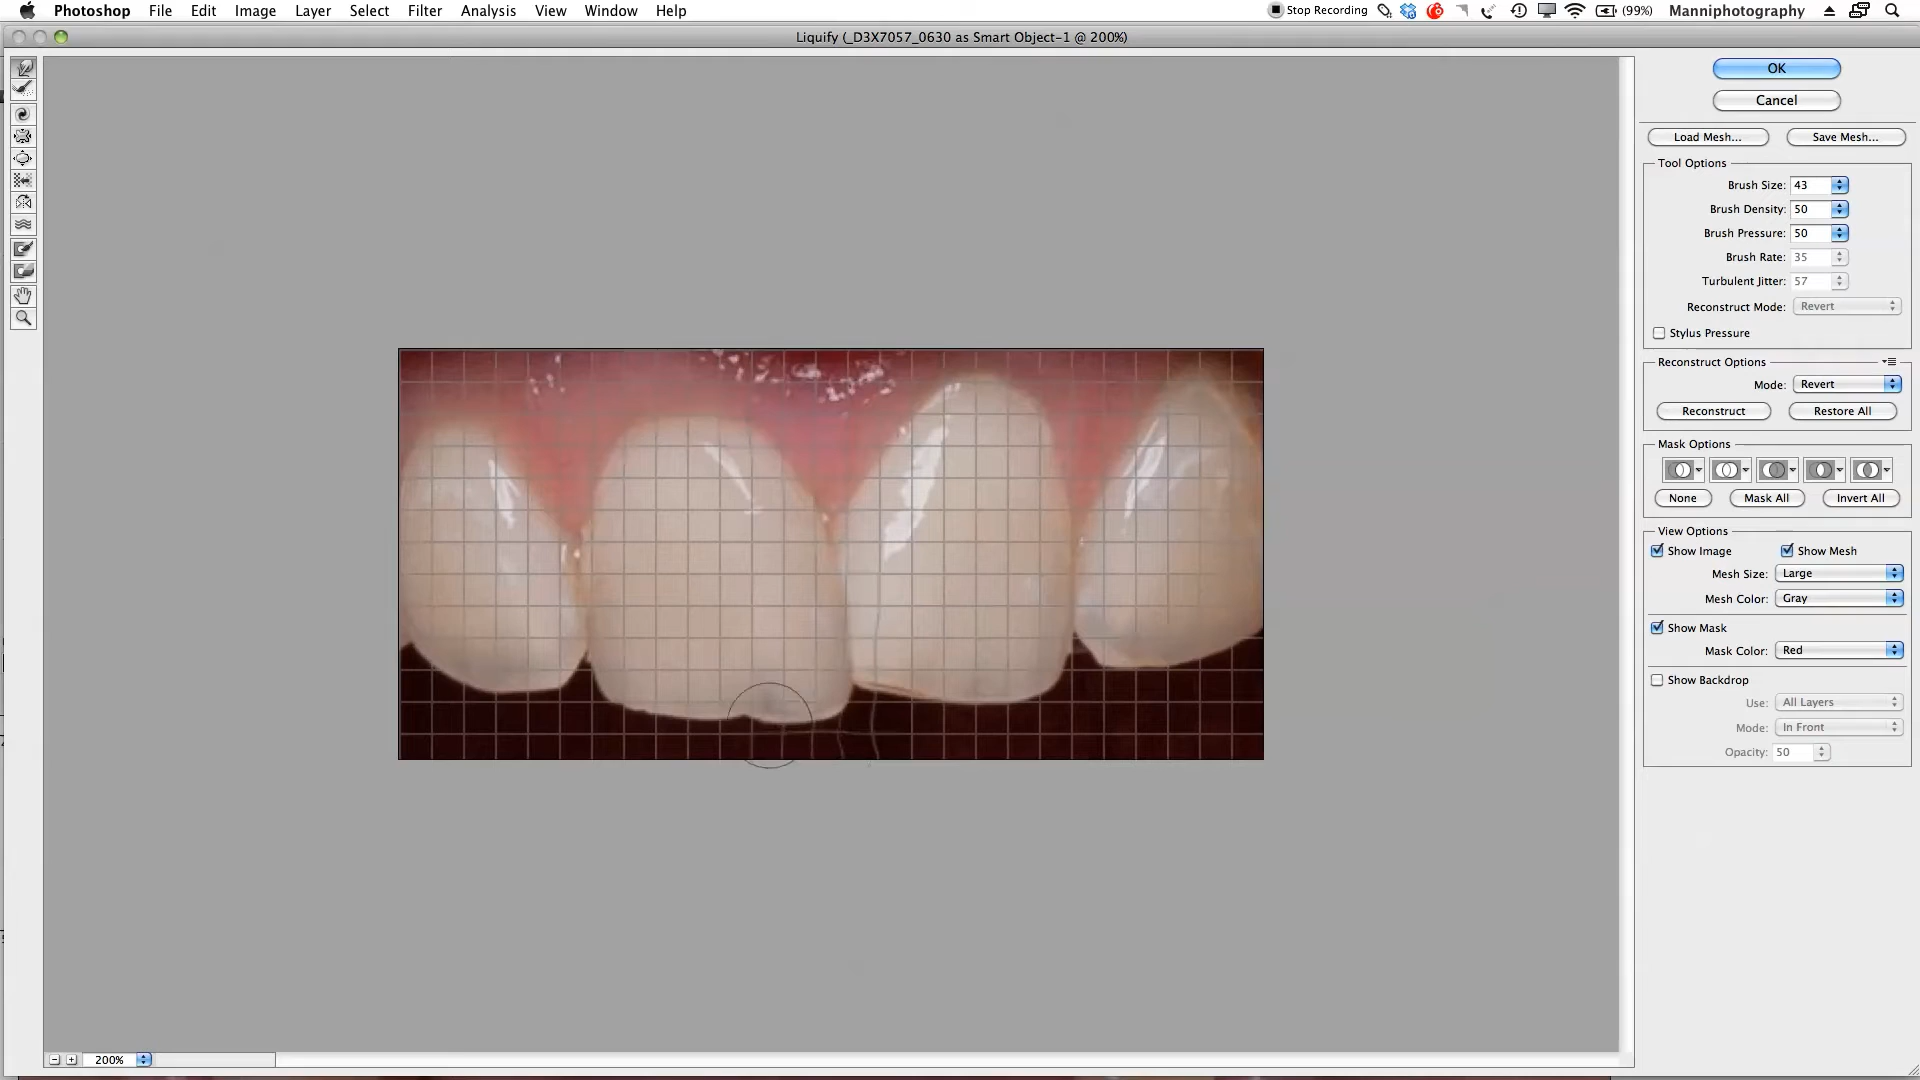 Photoshop File Edit Image Layer Select Filter Analysis View Window Help Stop Recording (99%) Manniphotography
Liquify (_D3X7057_0630 as Smart Object-1 @ 200%)
OK
Cancel
Load Mesh... Save Mesh...
Tool Options
Brush Size: 43
Brush Density: 50
Brush Pressure: 50
Brush Rate: 35
Turbulent Jitter: 57
Reconstruct Mode: Revert
Stylus Pressure
Reconstruct Options
Mode: Revert
Reconstruct Restore All
Mask Options
None Mask All Invert All
View Options
Show Image Show Mesh
Mesh Size: Large
Mesh Color: Gray
Show Mask
Mask Color: Red
Show Backdrop
Use: All Layers
Mode: In Front
Opacity: 50
200%